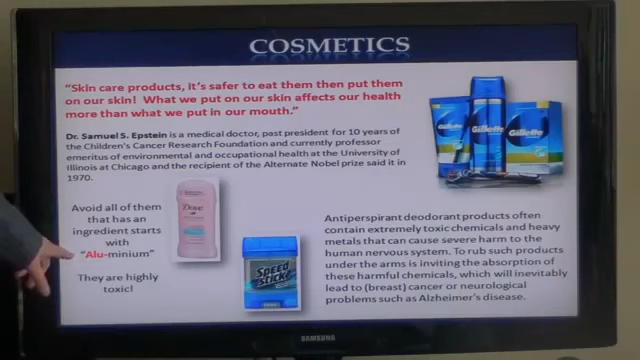 COSMETICS
"Skin care products, it's safer to eat them then put them
on our skin!  What we put on our skin affects our health
more than what we put in our mouth."
Dr. Samuel S. Epstein is a medical doctor, past president for 10 years of
the Children's Cancer Research Foundation and currently professor
emeritus of environmental and occupational health at the University of
Illinois at Chicago and the recipient of the Alternate Nobel prize said it in
1970.
Gillette
Gillette
Gillette
Avoid all of them
that has an
ingredient starts
with
"Alu-minium"
They are highly
toxic!
Dove
SPEED
STICK
Antiperspirant deodorant products often
contain extremely toxic chemicals and heavy
metals that can cause severe harm to the
human nervous system. To rub such products
under the arms is inviting the absorption of
these harmful chemicals, which will inevitably
lead to (breast) cancer or neurological
problems such as Alzheimer's disease.
SAMSUNG